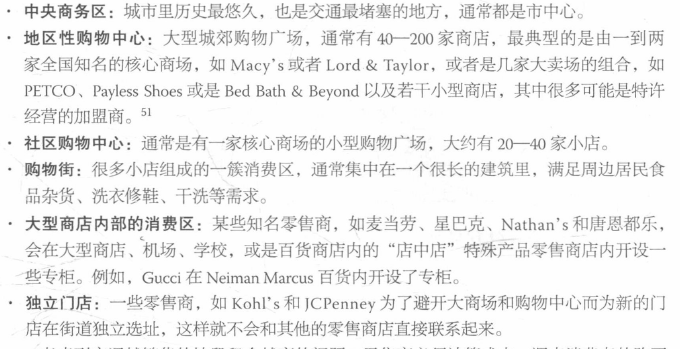 · 中央商务区：城市里历史最悠久，也是交通最堵塞的地方，通常都是市中心。
· 地区性购物中心：大型城郊购物广场，通常有 40—200 家商店，最典型的是由一到两
家全国知名的核心商场，如 Macy's 或者 Lord & Taylor，或者是几家大卖场的组合，如
PETCO、Payless Shoes 或是 Bed Bath & Beyond 以及若干小型商店，其中很多可能是特许
经营的加盟商。51
· 社区购物中心：通常是有一家核心商场的小型购物广场，大约有 20—40 家小店。
· 购物街：很多小店组成的一簇消费区，通常集中在一个很长的建筑里，满足周边居民食
品杂货、洗衣修鞋、干洗等需求。
· 大型商店内部的消费区：某些知名零售商，如麦当劳、星巴克、Nathan's 和唐恩都乐，
会在大型商店、机场、学校，或是百货商店内的“店中店”特殊产品零售商店内开设一
些专柜。例如，Gucci 在 Neiman Marcus 百货内开设了专柜。
· 独立门店：一些零售商，如 Kohl's 和 JCPenney 为了避开大商场和购物中心而为新的门
店在街道独立选址，这样就不会和其他的零售商店直接联系起来。